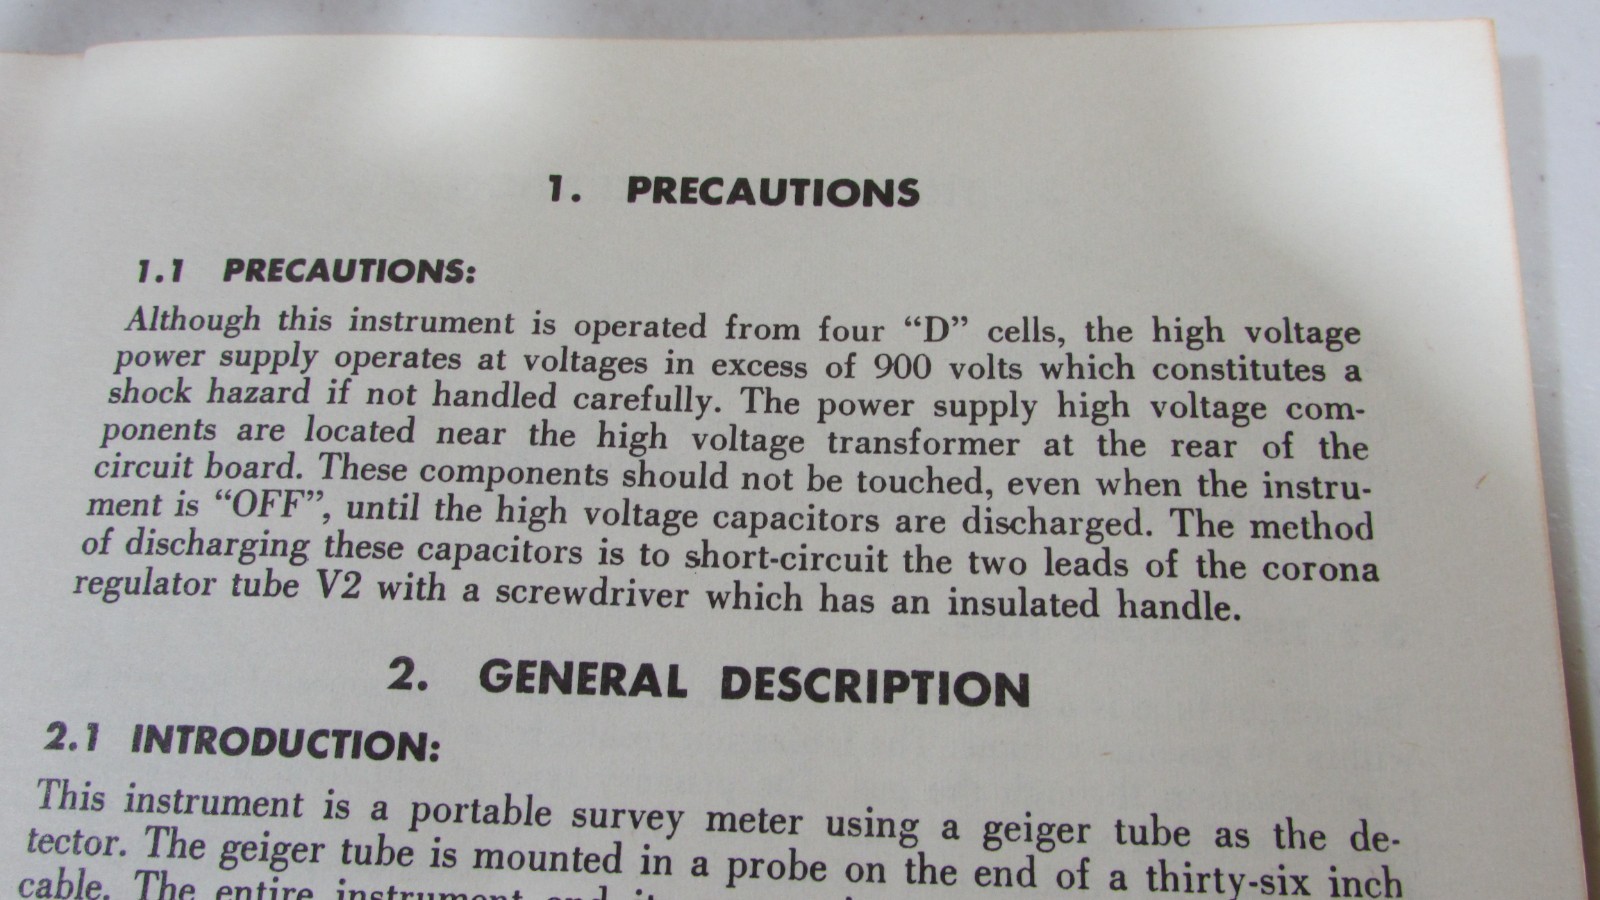 1. PRECAUTIONS
1.1 PRECAUTIONS:
Although this instrument is operated from four “D” cells, the high voltage
power supply operates at voltages in excess of 900 volts which constitutes a
shock hazard if not handled carefully. The power supply high voltage com-
ponents are located near the high voltage transformer at the rear of the
circuit board. These components should not be touched, even when the instru-
ment is “OFF”, until the high voltage capacitors are discharged. The method
of discharging these capacitors is to short-circuit the two leads of the corona
regulator tube V2 with a screwdriver which has an insulated handle.
2. GENERAL DESCRIPTION
2.1 INTRODUCTION:
This instrument is a portable survey meter using a geiger tube as the de-
tector. The geiger tube is mounted in a probe on the end of a thirty-six inch
cable. The entire instrument and